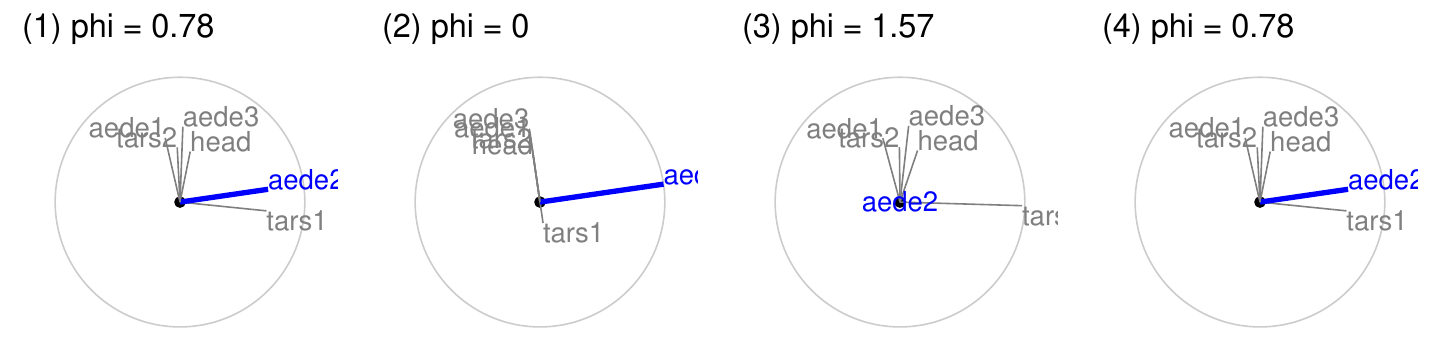 (1) phi = 0.78
(2) phi = 0
(3) phi = 1.57
(4) phi = 0.78
aede1
tars2
aede3
head
aede2
tars1
aede3
aede1
tars2
head
aed
tars1
aede1
tars2
aede3
head
aede2
tars
aede1
tars2
aede3
head
aede2
tars1